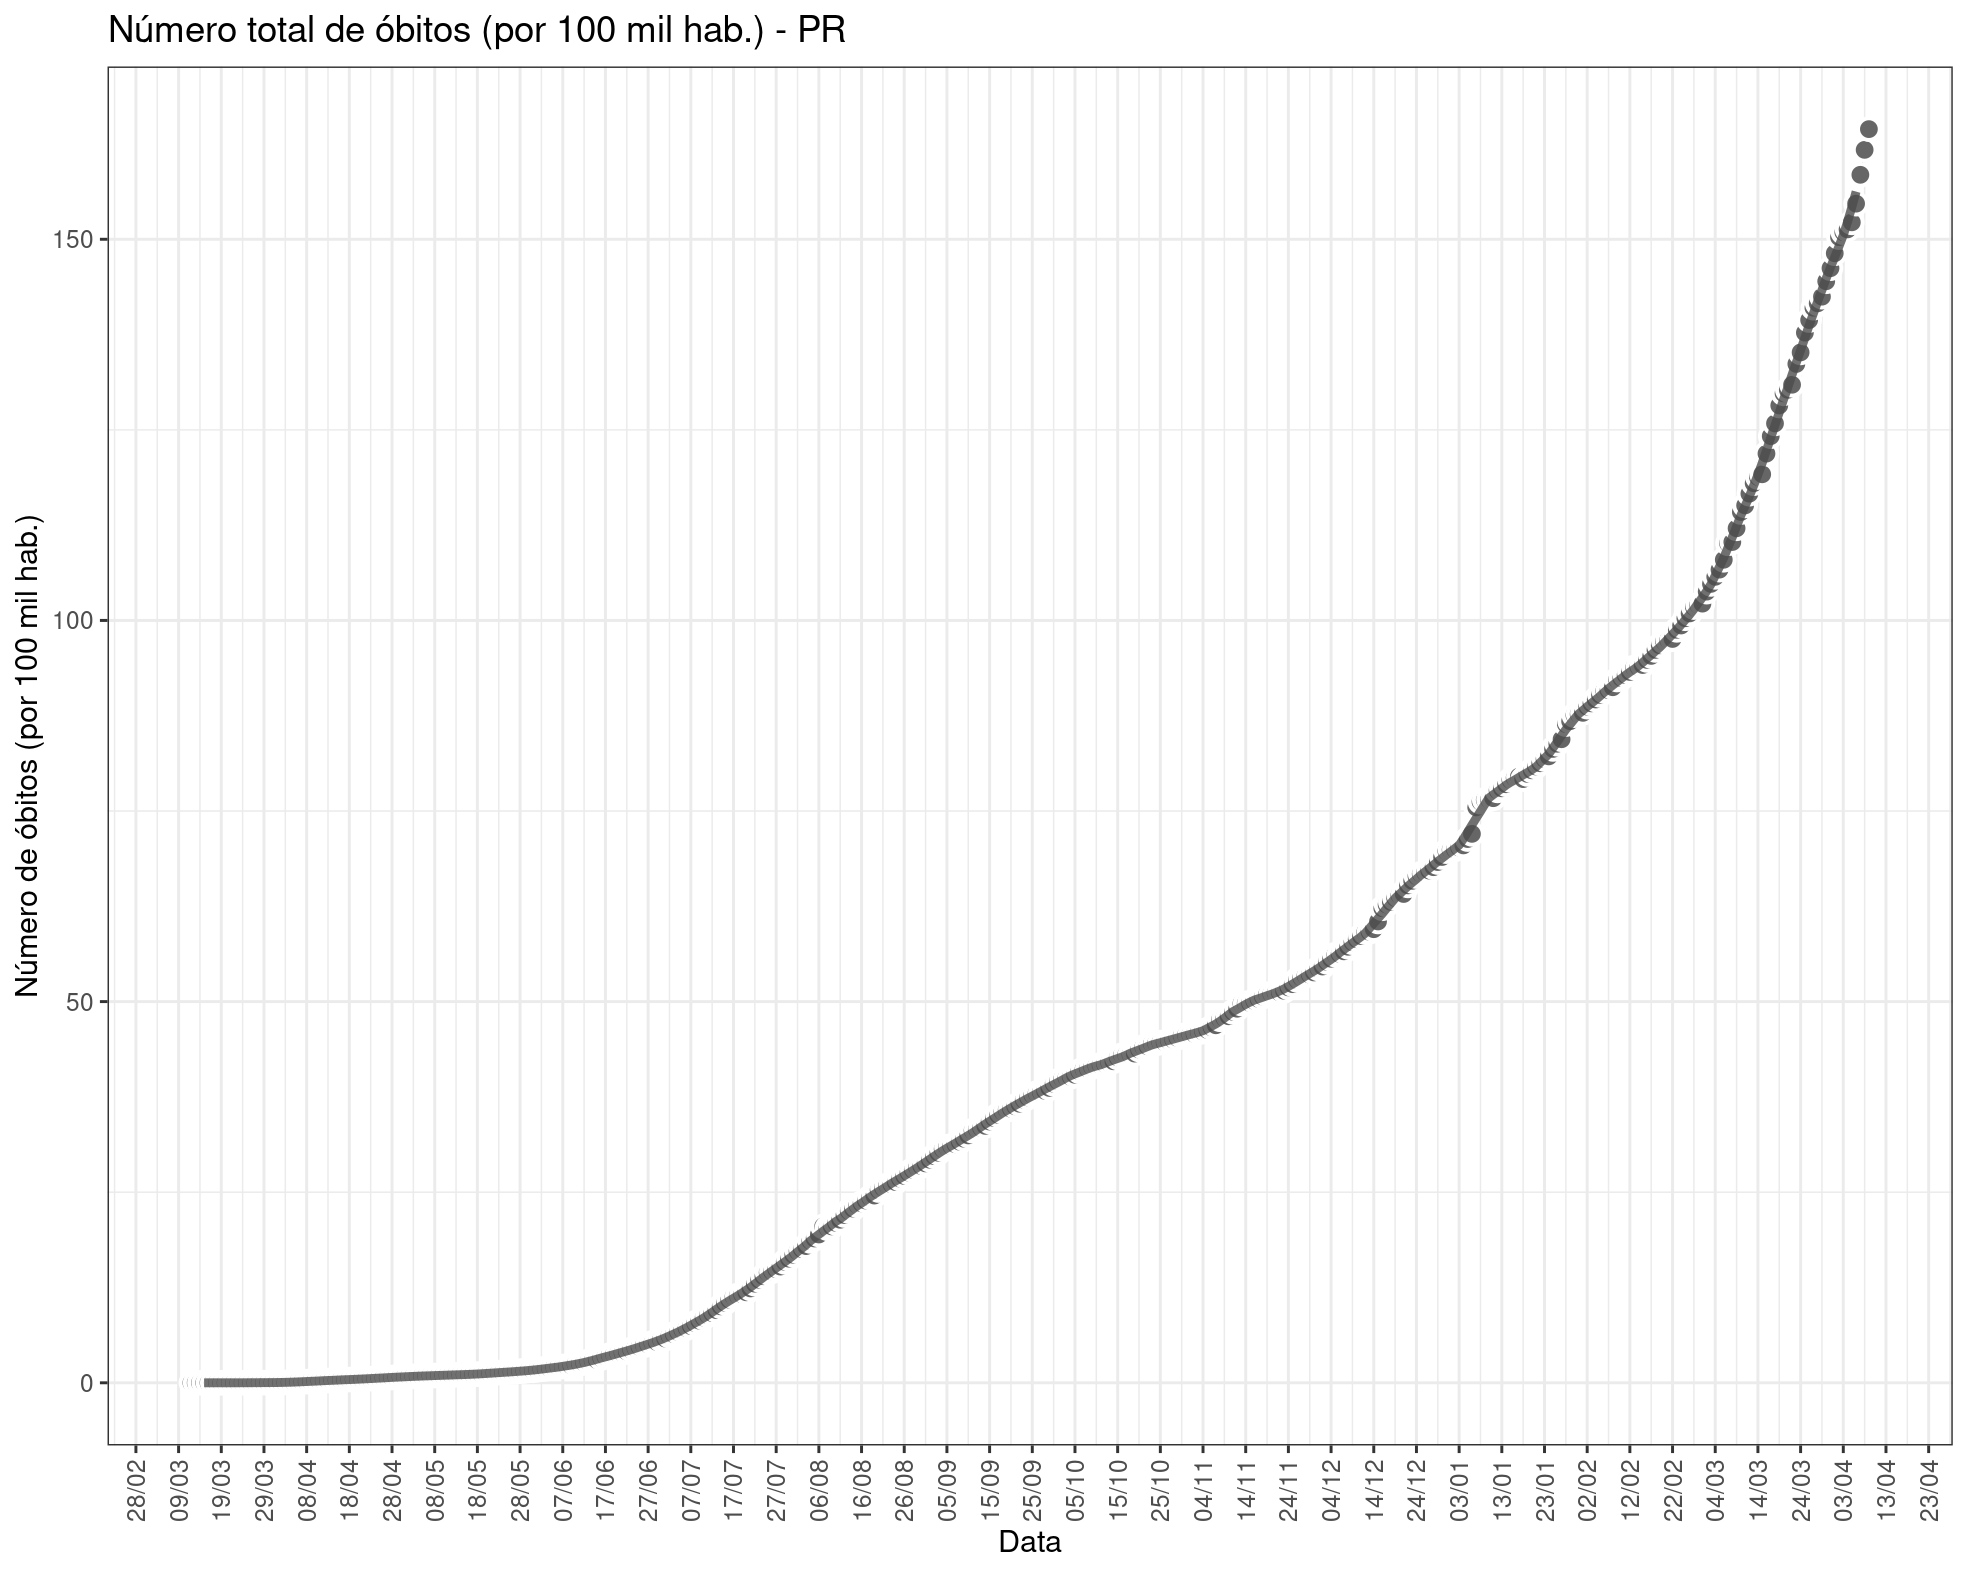 Número total de óbitos (por 100 mil hab.) - PR
Número de óbitos (por 100 mil hab.)
150
100
50
0
28/02 09/03 19/03 29/03 08/04 18/04 28/04 08/05 18/05 28/05 07/06 17/06 27/06 07/07 17/07 27/07 06/08 16/08 26/08 05/09 15/09 25/09 05/10 15/10 25/10 04/11 14/11 24/11 04/12 14/12 24/12 03/01 13/01 23/01 02/02 12/02 22/02 04/03 14/03 24/03 03/04 13/04 23/04
Data